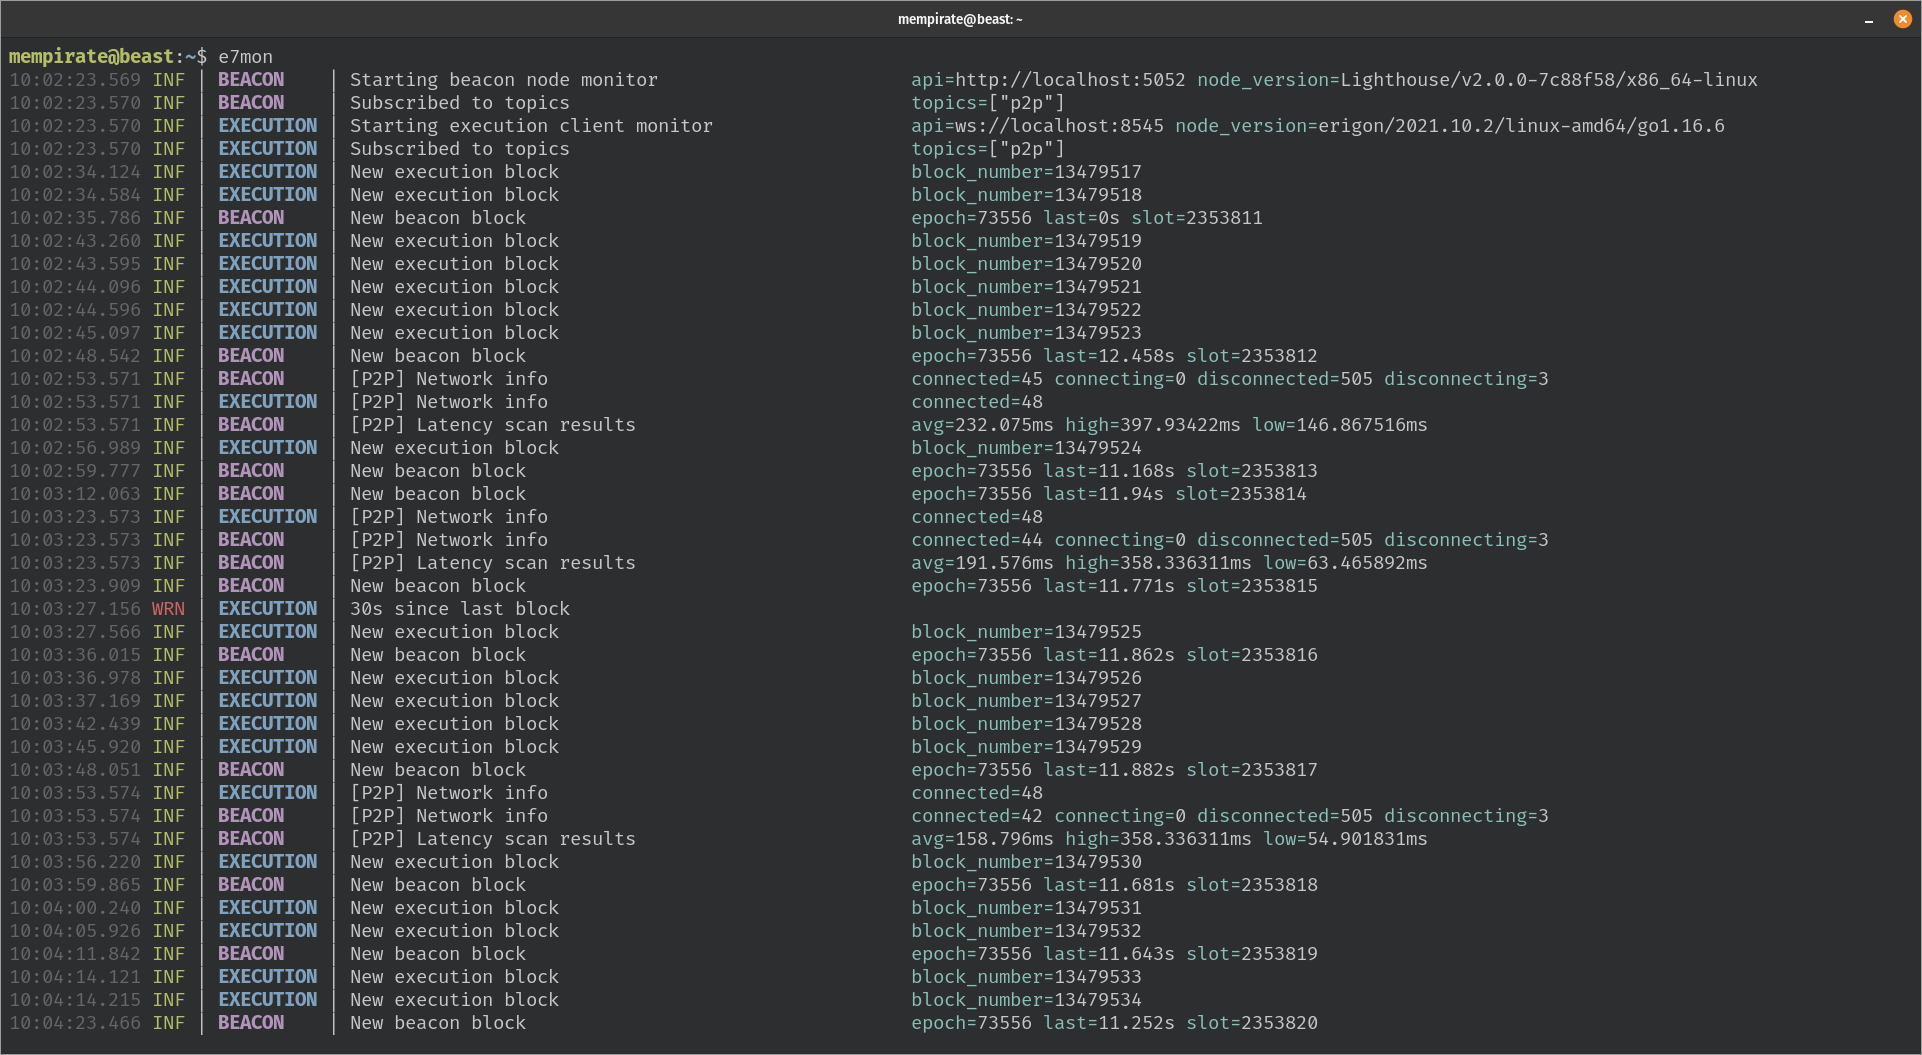 mempirate@beast: ~
mempirate@beast:~$ e7mon
10:02:23.569 INF | BEACON | Starting beacon node monitor api=http://localhost:5052 node_version=Lighthouse/v2.0.0-7c88f58/x86_64-linux
10:02:23.570 INF | BEACON | Subscribed to topics topics=["p2p"]
10:02:23.570 INF | EXECUTION | Starting execution client monitor api=ws://localhost:8545 node_version=erigon/2021.10.2/linux-amd64/go1.16.6
10:02:23.570 INF | EXECUTION | Subscribed to topics topics=["p2p"]
10:02:34.124 INF | EXECUTION | New execution block block_number=13479517
10:02:34.584 INF | EXECUTION | New execution block block_number=13479518
10:02:35.786 INF | BEACON | New beacon block epoch=73556 last=0s slot=2353811
10:02:43.260 INF | EXECUTION | New execution block block_number=13479519
10:02:43.595 INF | EXECUTION | New execution block block_number=13479520
10:02:44.096 INF | EXECUTION | New execution block block_number=13479521
10:02:44.596 INF | EXECUTION | New execution block block_number=13479522
10:02:45.097 INF | EXECUTION | New execution block block_number=13479523
10:02:48.542 INF | BEACON | New beacon block epoch=73556 last=12.458s slot=2353812
10:02:53.571 INF | BEACON | [P2P] Network info connected=45 connecting=0 disconnected=505 disconnecting=3
10:02:53.571 INF | EXECUTION | [P2P] Network info connected=48
10:02:53.571 INF | BEACON | [P2P] Latency scan results avg=232.075ms high=397.93422ms low=146.867516ms
10:02:56.989 INF | EXECUTION | New execution block block_number=13479524
10:02:59.777 INF | BEACON | New beacon block epoch=73556 last=11.168s slot=2353813
10:03:12.063 INF | BEACON | New beacon block epoch=73556 last=11.94s slot=2353814
10:03:23.573 INF | EXECUTION | [P2P] Network info connected=48
10:03:23.573 INF | BEACON | [P2P] Network info connected=44 connecting=0 disconnected=505 disconnecting=3
10:03:23.573 INF | BEACON | [P2P] Latency scan results avg=191.576ms high=358.336311ms low=63.465892ms
10:03:23.909 INF | BEACON | New beacon block epoch=73556 last=11.771s slot=2353815
10:03:27.156 WRN | EXECUTION | 30s since last block
10:03:27.566 INF | EXECUTION | New execution block block_number=13479525
10:03:36.015 INF | BEACON | New beacon block epoch=73556 last=11.862s slot=2353816
10:03:36.978 INF | EXECUTION | New execution block block_number=13479526
10:03:37.169 INF | EXECUTION | New execution block block_number=13479527
10:03:42.439 INF | EXECUTION | New execution block block_number=13479528
10:03:45.920 INF | EXECUTION | New execution block block_number=13479529
10:03:48.051 INF | BEACON | New beacon block epoch=73556 last=11.882s slot=2353817
10:03:53.574 INF | EXECUTION | [P2P] Network info connected=48
10:03:53.574 INF | BEACON | [P2P] Network info connected=42 connecting=0 disconnected=505 disconnecting=3
10:03:53.574 INF | BEACON | [P2P] Latency scan results avg=158.796ms high=358.336311ms low=54.901831ms
10:03:56.220 INF | EXECUTION | New execution block block_number=13479530
10:03:59.865 INF | BEACON | New beacon block epoch=73556 last=11.681s slot=2353818
10:04:00.240 INF | EXECUTION | New execution block block_number=13479531
10:04:05.926 INF | EXECUTION | New execution block block_number=13479532
10:04:11.842 INF | BEACON | New beacon block epoch=73556 last=11.643s slot=2353819
10:04:14.121 INF | EXECUTION | New execution block block_number=13479533
10:04:14.215 INF | EXECUTION | New execution block block_number=13479534
10:04:23.466 INF | BEACON | New beacon block epoch=73556 last=11.252s slot=2353820